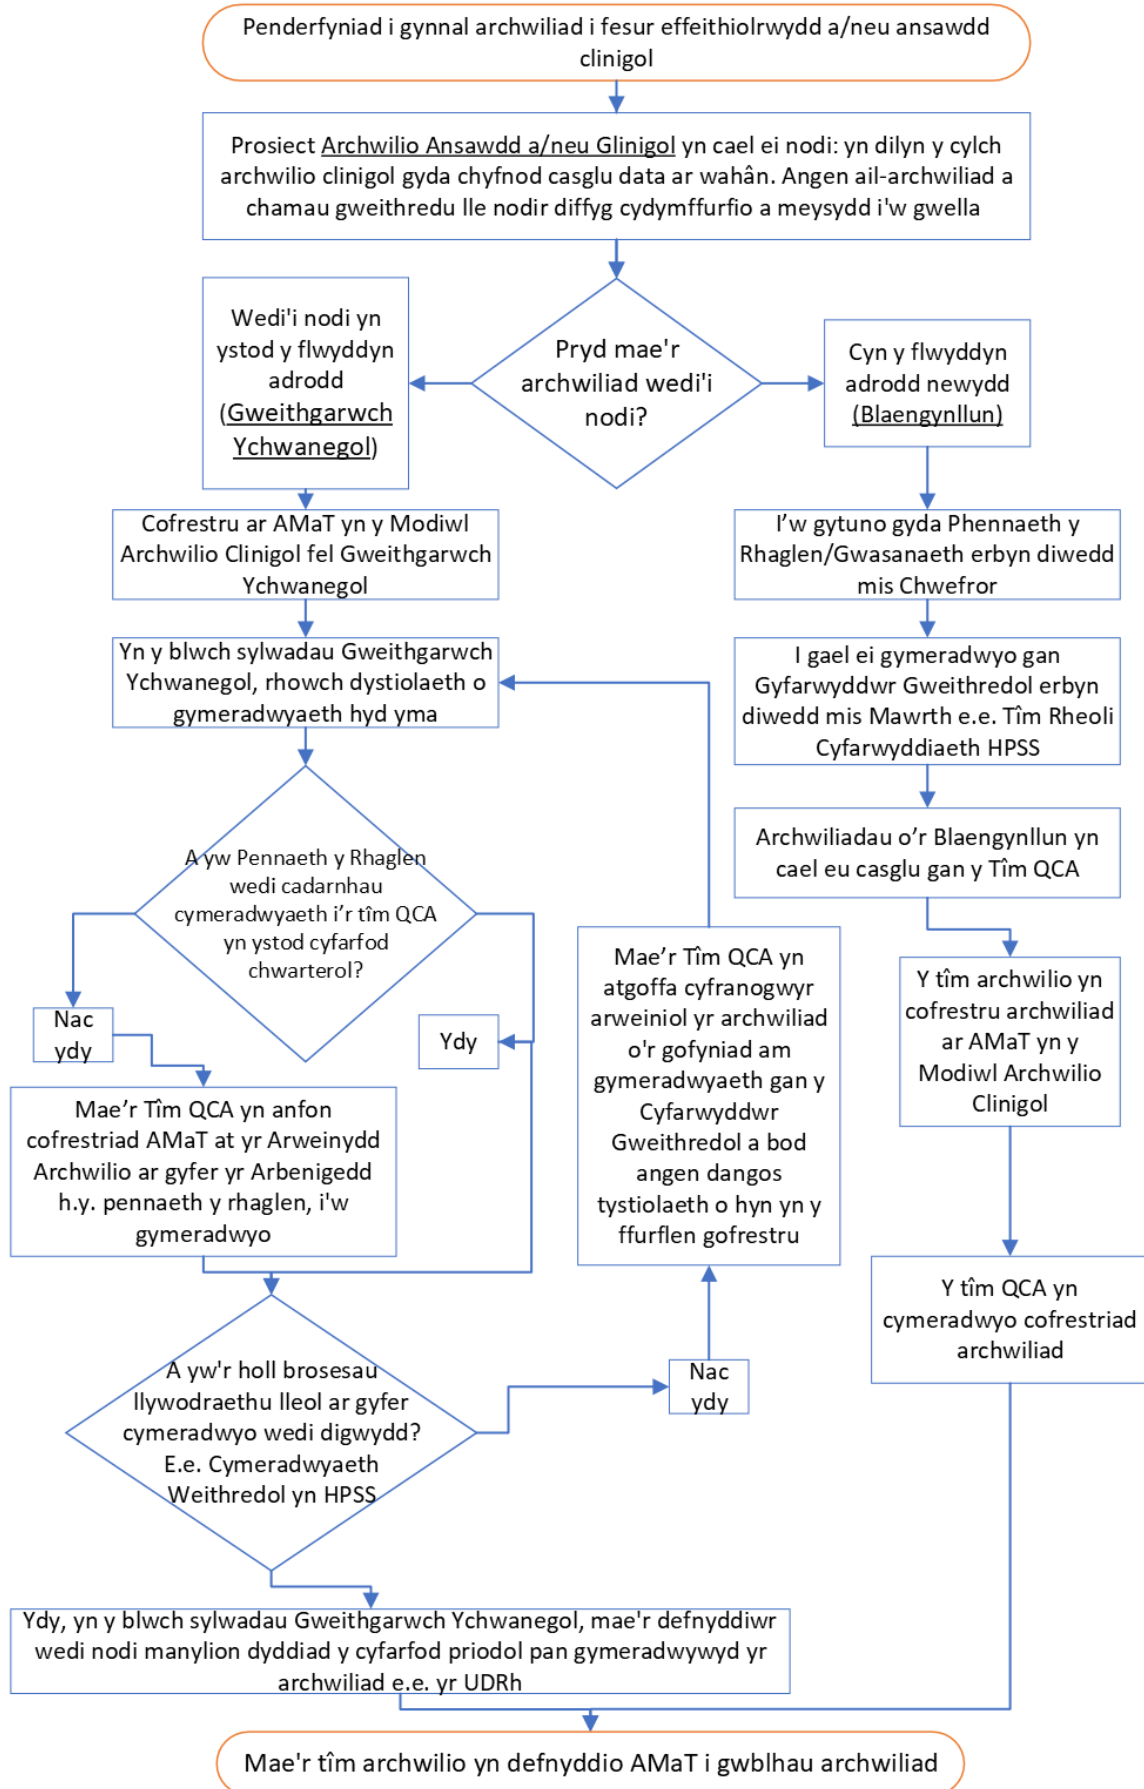 Penderfyniad i gynnal archwiliad i fesur effeithiolrwydd a/neu ansawdd
clinigol
Prosiect Archwilio Ansawdd a/neu Glinigol yn cael ei nodi: yn dilyn y cylch
archwilio clinigol gyda chyfnod casglu data ar wahân. Angen ail-archwiliad a
chamau gweithredu lle nodir diffyg cydymffurfio a meysydd i'w gwella
Wedi'i nodi yn
ystod y flwyddyn
adrodd
(Gweithgarwch
Ychwanegol)
Pryd mae'r
archwiliad wedi'i
nodi?
Cyn y flwyddyn
adrodd newydd
(Blaengynllun)
Cofrestru ar AMaT yn y Modiwl
Archwilio Clinigol fel Gweithgarwch
Ychwanegol
I'w gytuno gyda Phennaeth y
Rhaglen/Gwasanaeth erbyn diwedd
mis Chwefror
Yn y blwch sylwadau Gweithgarwch
Ychwanegol, rhowch dystiolaeth o
gymeradwyaeth hyd yma
I gael ei gymeradwyo gan
Gyfarwyddwr Gweithredol erbyn
diwedd mis Mawrth e.e. Tîm Rheoli
Cyfarwyddiaeth HPSS
A yw Pennaeth y Rhaglen
wedi cadarnhau
cymeradwyaeth i'r tîm QCA
yn ystod cyfarfod
chwarterol?
Archwiliadau o'r Blaengynllun yn
cael eu casglu gan y Tîm QCA
Nac
ydy
Ydy
Mae'r Tîm QCA yn
atgoffa cyfranogwyr
arweiniol yr archwiliad
o'r gofyniad am
gymeradwyaeth gan y
Cyfarwyddwr
Gweithredol a bod
angen dangos
tystiolaeth o hyn yn y
ffurflen gofrestru
Y tîm archwilio yn
cofrestru archwiliad
ar AMaT yn y
Modiwl Archwilio
Clinigol
Mae'r Tîm QCA yn anfon
cofrestriad AMaT at yr Arweinydd
Archwilio ar gyfer yr Arbenigedd
h.y. pennaeth y rhaglen, i'w
gymeradwyo
Y tîm QCA yn
cymeradwyo cofrestriad
archwiliad
A yw'r holl brosesau
llywodraethu lleol ar gyfer
cymeradwyo wedi digwydd?
E.e. Cymeradwyaeth
Weithredol yn HPSS
Nac
ydy
Ydy, yn y blwch sylwadau Gweithgarwch Ychwanegol, mae'r defnyddiwr
wedi nodi manylion dyddiad y cyfarfod priodol pan gymeradwywyd yr
archwiliad e.e. yr UDRh
Mae'r tîm archwilio yn defnyddio AMaT i gwblhau archwiliad